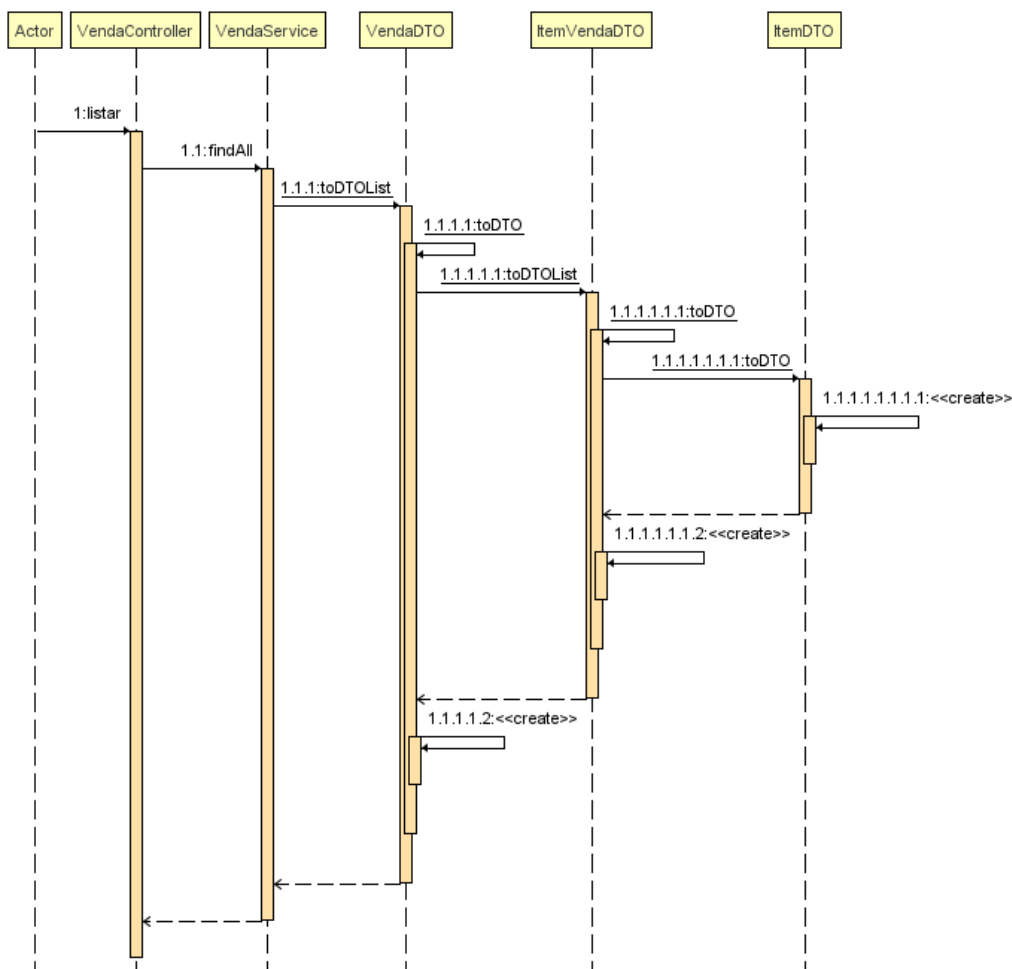 Actor
VendaController
VendaService
VendaDTO
ItemVendaDTO
ItemDTO
1:listar
1.1:findAll
1.1.1:toDTOList
1.1.1.1:toDTO
1.1.1.1.1:toDTOList
1.1.1.1.1.1:toDTO
1.1.1.1.1.1.1:toDTO
1.1.1.1.1.1.1.1:<<create>>
1.1.1.1.1.1.2:<<create>>
1.1.1.1.2:<<create>>